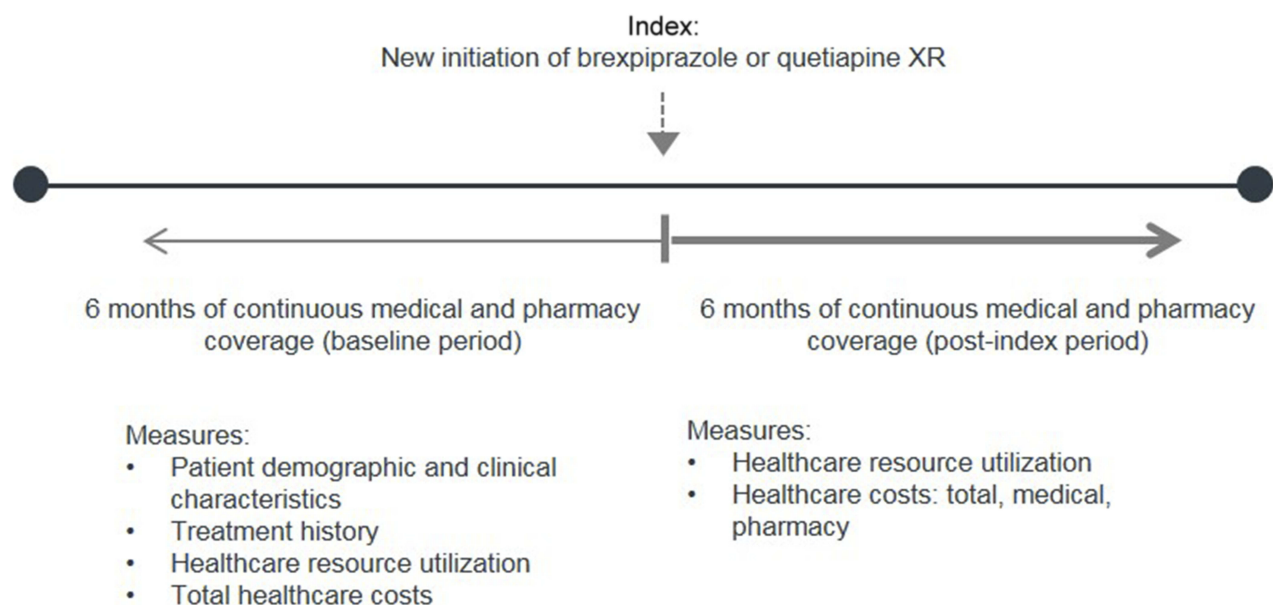 Index:
New initiation of brexpiprazole or quetiapine XR
6 months of continuous medical and pharmacy
coverage (baseline period)
Measures:
• Patient demographic and clinical
characteristics
• Treatment history
• Healthcare resource utilization
• Total healthcare costs
6 months of continuous medical and pharmacy
coverage (post-index period)
Measures:
• Healthcare resource utilization
• Healthcare costs: total, medical,
pharmacy